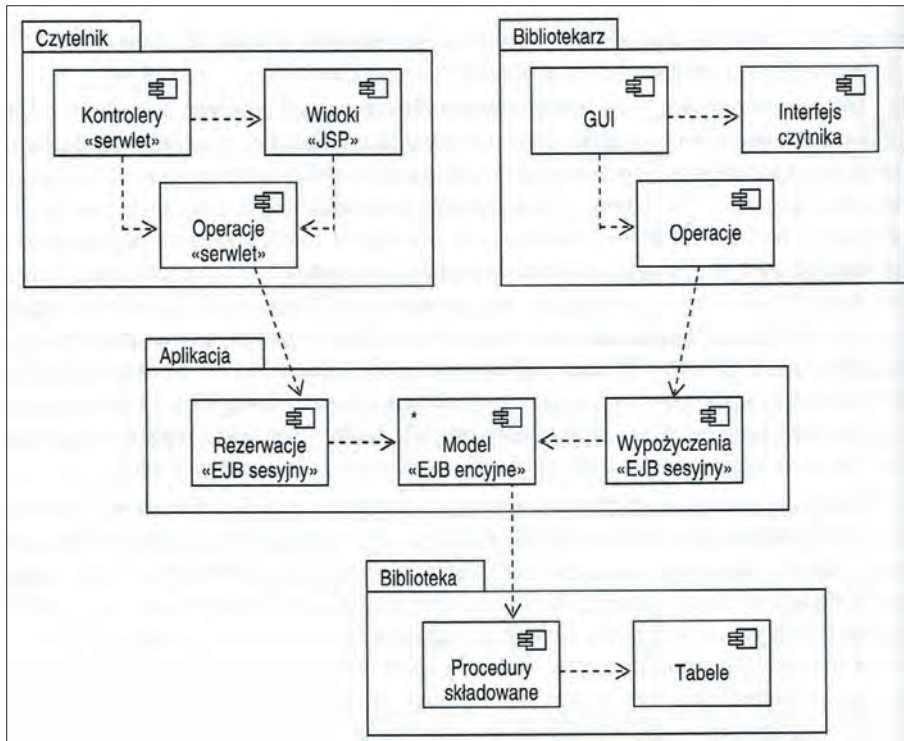 Czytelnik
Kontrolery
«serwlet»
Widoki
«JSP»
Operacje
«serwlet»
Bibliotekarz
GUI
Interfejs
czytnika
Operacje
Aplikacja
Rezerwacje
«EJB sesyjny»
*
Model
«EJB encyjne»
Wypożyczenia
«EJB sesyjny»
Biblioteka
Procedury
składowane
Tabele